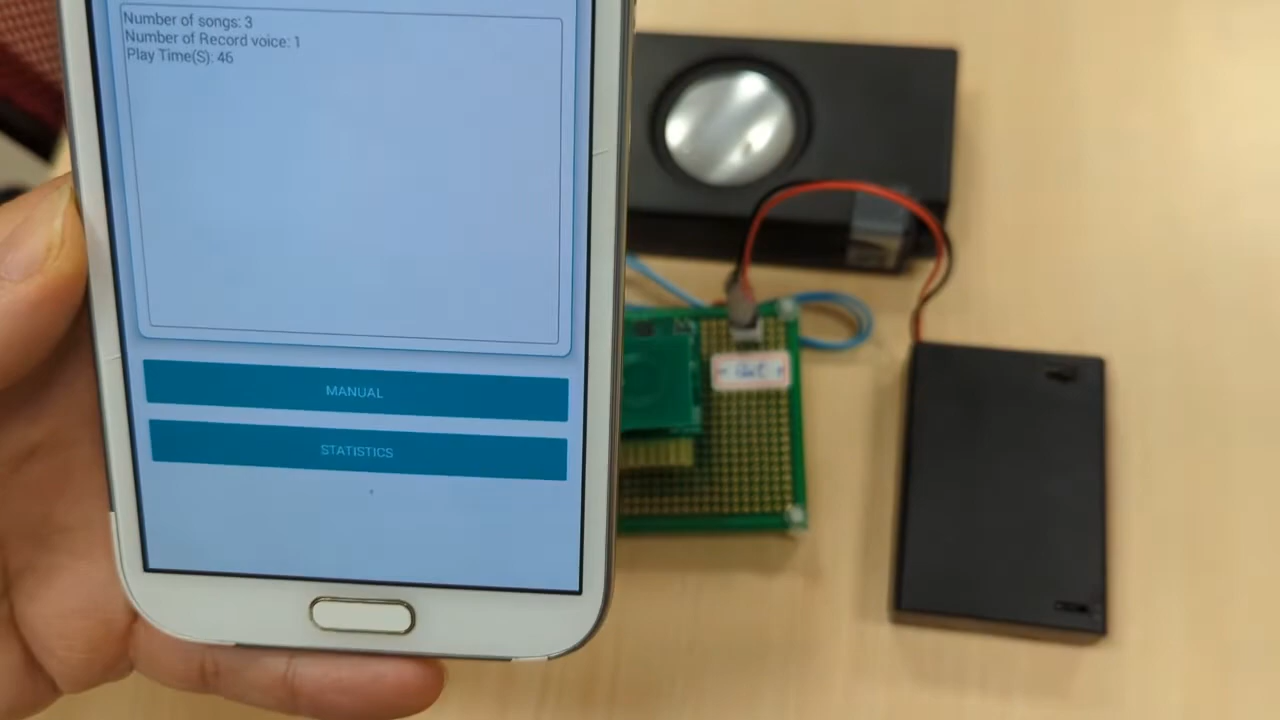 Number of songs: 3
Number of Record voice: 1
Play Time(S): 46
MANUAL
STATISTICS